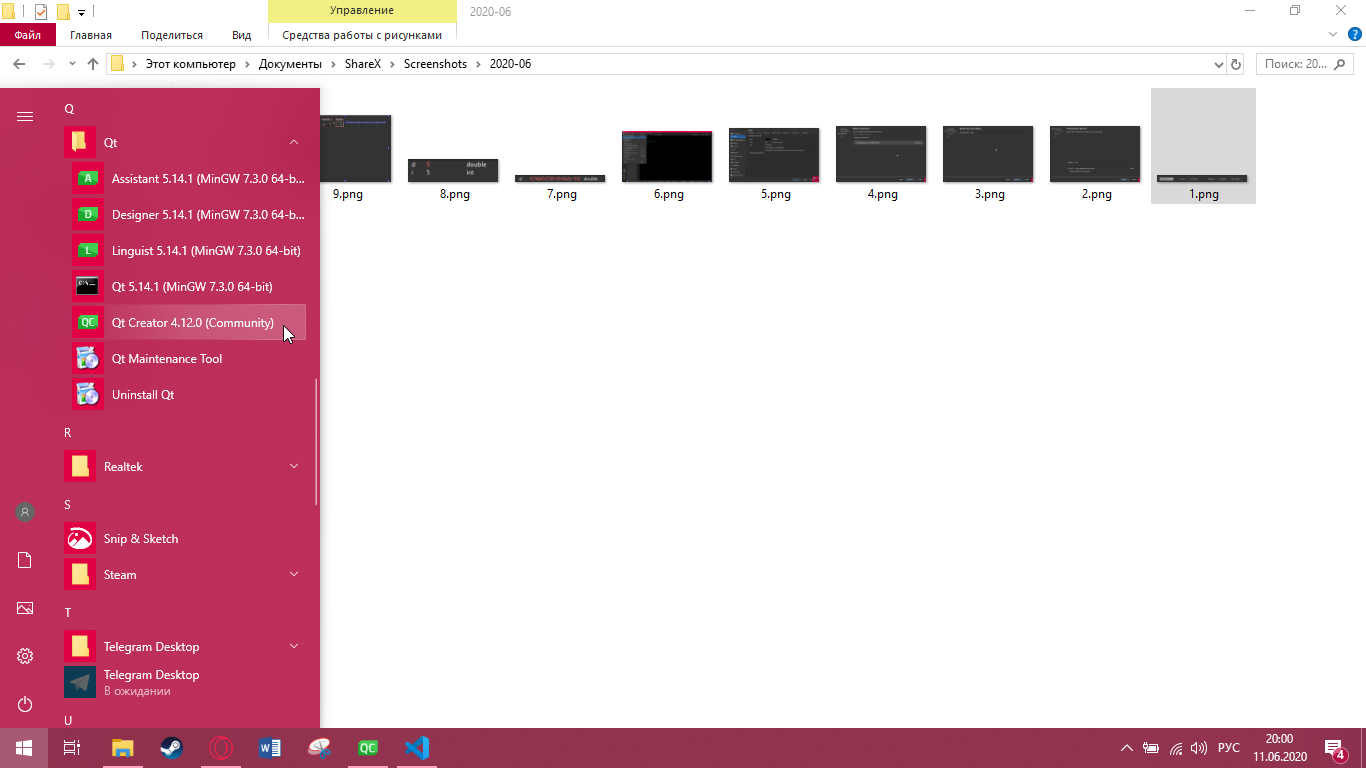 Управление
2020-06
Файл
Главная
Поделиться
Вид
Средства работы с рисунками
Этот компьютер
Документы
ShareX
Screenshots
2020-06
Поиск: 20...
Q
Qt
A
Assistant 5.14.1 (MinGW 7.3.0 64-b...
D
Designer 5.14.1 (MinGW 7.3.0 64-b...
L
Linguist 5.14.1 (MinGW 7.3.0 64-bit)
Qt 5.14.1 (MinGW 7.3.0 64-bit)
QC
Qt Creator 4.12.0 (Community)
Qt Maintenance Tool
Uninstall Qt
R
Realtek
S
Snip & Sketch
Steam
T
Telegram Desktop
Telegram Desktop
В ожидании
U
d 5 double
i 5 int
double
9.png
8.png
7.png
6.png
5.png
4.png
3.png
2.png
1.png
W
QC
РУС
20:00
11.06.2020
4